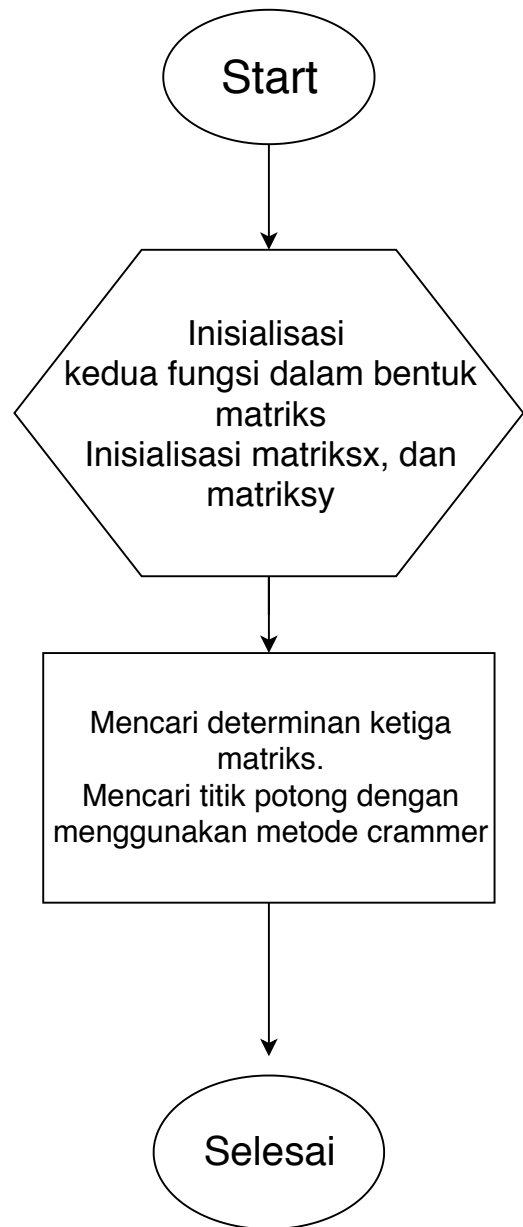 Start
Inisialisasi
kedua fungsi dalam bentuk
matriks
Inisialisasi matriksx, dan
matriksy
Mencari determinan ketiga
matriks.
Mencari titik potong dengan
menggunakan metode crammer
Selesai